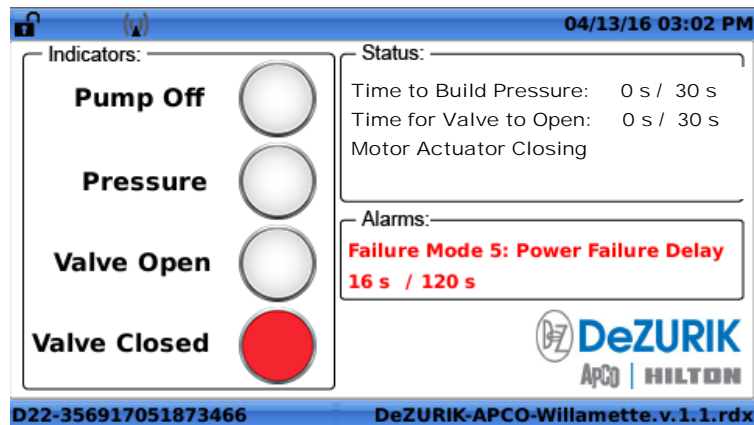 04/13/16 03:02 PM
Indicators:
Pump Off
Pressure
Valve Open
Valve Closed
Status:
Time to Build Pressure: 0 s / 30 s
Time for Valve to Open: 0 s / 30 s
Motor Actuator Closing
Alarms:
Failure Mode 5: Power Failure Delay
16 s / 120 s
DZ DeZURIK
APCO | HILTON
D22-356917051873466 DeZURIK-APCO-Willamette.v.1.1.rdx